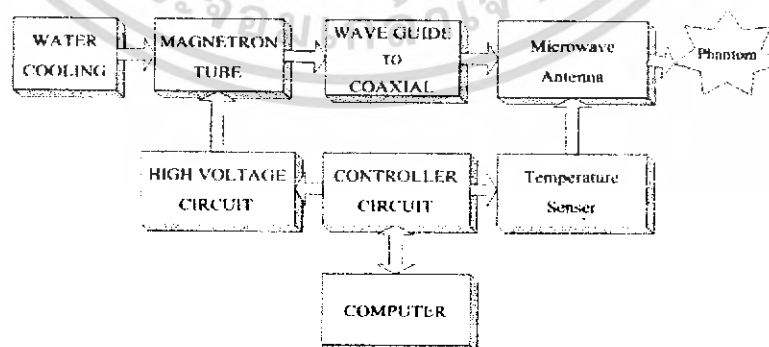 WATER
COOLING
MAGNETRON
TUBE
WAVE GUIDE
TO
COAXIAL
Microwave
Antenna
Phantom
HIGH VOLTAGE
CIRCUIT
CONTROLLER
CIRCUIT
Temperature
Senser
COMPUTER